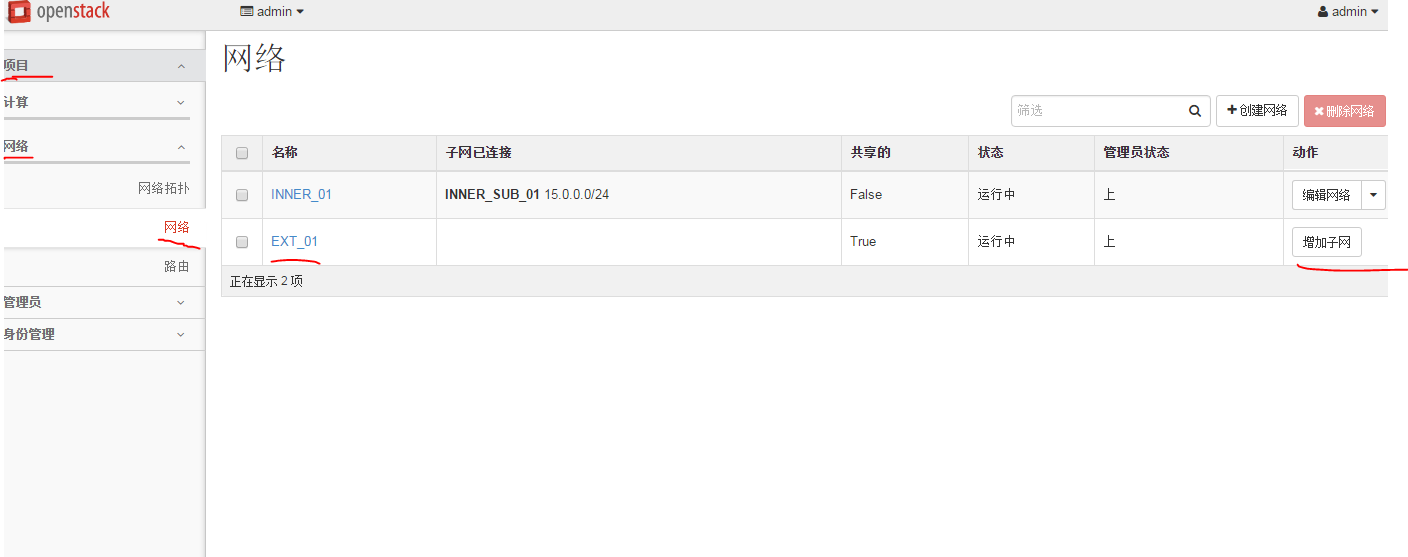 openstack admin admin
项目
计算
网络
网络拓扑
网络
路由
管理员
身份管理
网络
筛选 创建网络 删除网络
名称 子网已连接 共享的 状态 管理员状态 动作
INNER_01 INNER_SUB_01 15.0.0.0/24 False 运行中 上 编辑网络
EXT_01 True 运行中 上 增加子网
正在显示 2 项